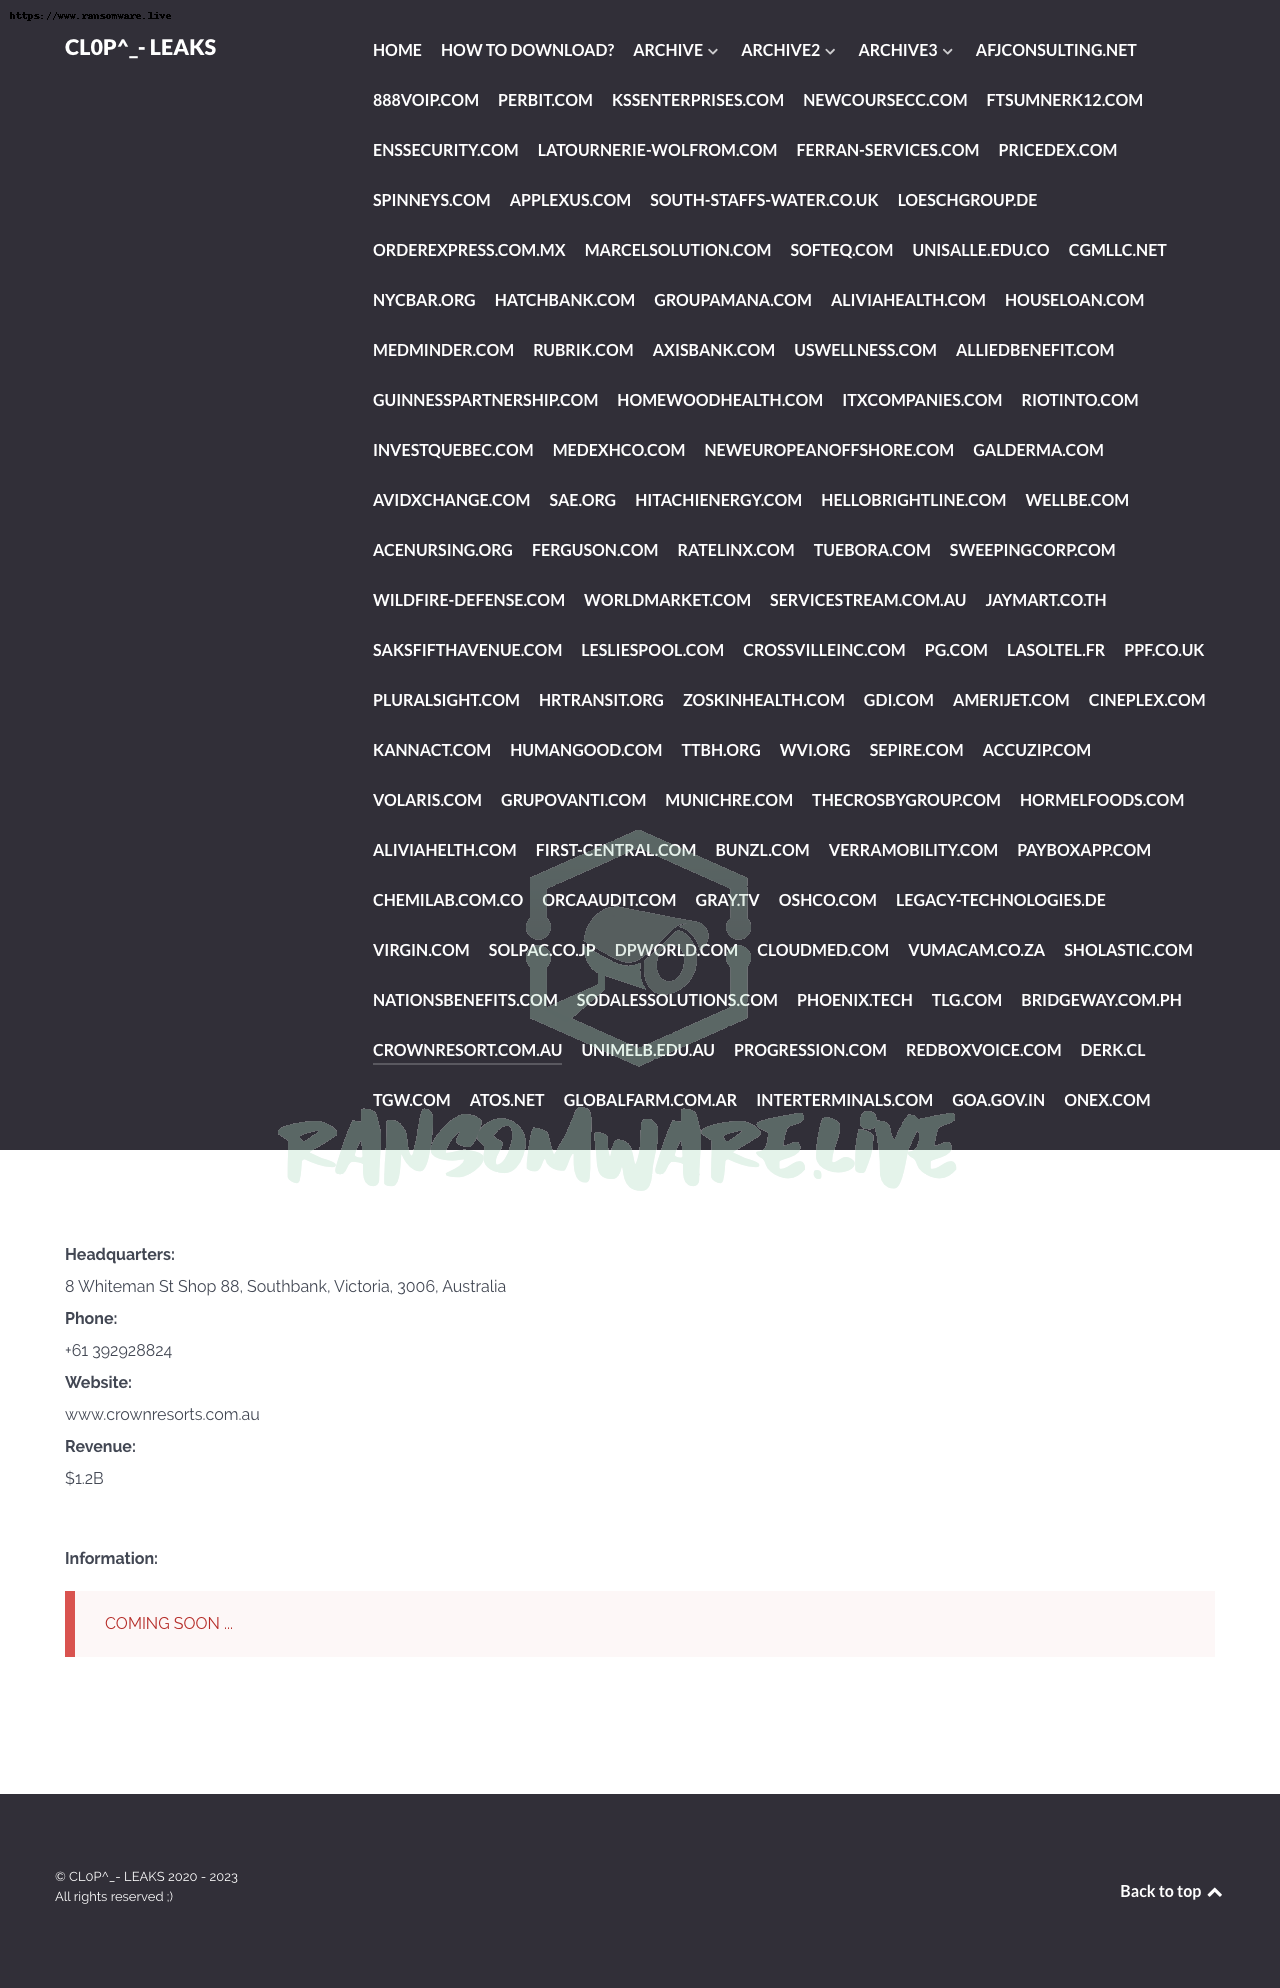 https://www.ransomware.live
CL0P^_- LEAKS
HOME HOW TO DOWNLOAD? ARCHIVE ARCHIVE2 ARCHIVE3 AFJCONSULTING.NET
888VOIP.COM PERBIT.COM KSSENTERPRISES.COM NEWCOURSECC.COM FTSUMNERK12.COM
ENSSECURITY.COM LATOURNERIE-WOLFROM.COM FERRAN-SERVICES.COM PRICEDEX.COM
SPINNEYS.COM APPLEXUS.COM SOUTH-STAFFS-WATER.CO.UK LOESCHGROUP.DE
ORDEREXPRESS.COM.MX MARCELSOLUTION.COM SOFTEQ.COM UNISALLE.EDU.CO CGMLLC.NET
NYCBAR.ORG HATCHBANK.COM GROUPAMANA.COM ALIVIAHEALTH.COM HOUSELOAN.COM
MEDMINDER.COM RUBRIK.COM AXISBANK.COM USWELLNESS.COM ALLIEDBENEFIT.COM
GUINNESSPARTNERSHIP.COM HOMEWOODHEALTH.COM ITXCOMPANIES.COM RIOTINTO.COM
INVESTQUEBEC.COM MEDEXHCO.COM NEWEUROPEANOFFSHORE.COM GALDERMA.COM
AVIDXCHANGE.COM SAE.ORG HITACHIENERGY.COM HELLOBRIGHTLINE.COM WELLBE.COM
ACENURSING.ORG FERGUSON.COM RATELINX.COM TUEBORA.COM SWEEPINGCORP.COM
WILDFIRE-DEFENSE.COM WORLDMARKET.COM SERVICESTREAM.COM.AU JAYMART.CO.TH
SAKSFIFTHAVENUE.COM LESLIESPOOL.COM CROSSVILLEINC.COM PG.COM LASOLTEL.FR PPF.CO.UK
PLURALSIGHT.COM HRTRANSIT.ORG ZOSKINHEALTH.COM GDI.COM AMERIJET.COM CINEPLEX.COM
KANNACT.COM HUMANGOOD.COM TTBH.ORG WVI.ORG SEPIRE.COM ACCUZIP.COM
VOLARIS.COM GRUPOVANTI.COM MUNICHRE.COM THECROSBYGROUP.COM HORMELFOODS.COM
ALIVIAHELTH.COM FIRST-CENTRAL.COM BUNZL.COM VERRAMOBILITY.COM PAYBOXAPP.COM
CHEMILAB.COM.CO ORCAAUDIT.COM GRAY.TV OSHCO.COM LEGACY-TECHNOLOGIES.DE
VIRGIN.COM SOLPAC.CO.JP DPWORLD.COM CLOUDMED.COM VUMACAM.CO.ZA SHOLASTIC.COM
NATIONSBENEFITS.COM SODALESSOLUTIONS.COM PHOENIX.TECH TLG.COM BRIDGEWAY.COM.PH
CROWNRESORT.COM.AU UNIMELB.EDU.AU PROGRESSION.COM REDBOXVOICE.COM DERK.CL
TGW.COM ATOS.NET GLOBALFARM.COM.AR INTERTERMINALS.COM GOA.GOV.IN ONEX.COM
RANSOMWARE.LIVE
Headquarters:
8 Whiteman St Shop 88, Southbank, Victoria, 3006, Australia
Phone:
+61 392928824
Website:
www.crownresorts.com.au
Revenue:
$1.2B
Information:
COMING SOON ...
© CL0P^_- LEAKS 2020 - 2023
All rights reserved ;)
Back to top